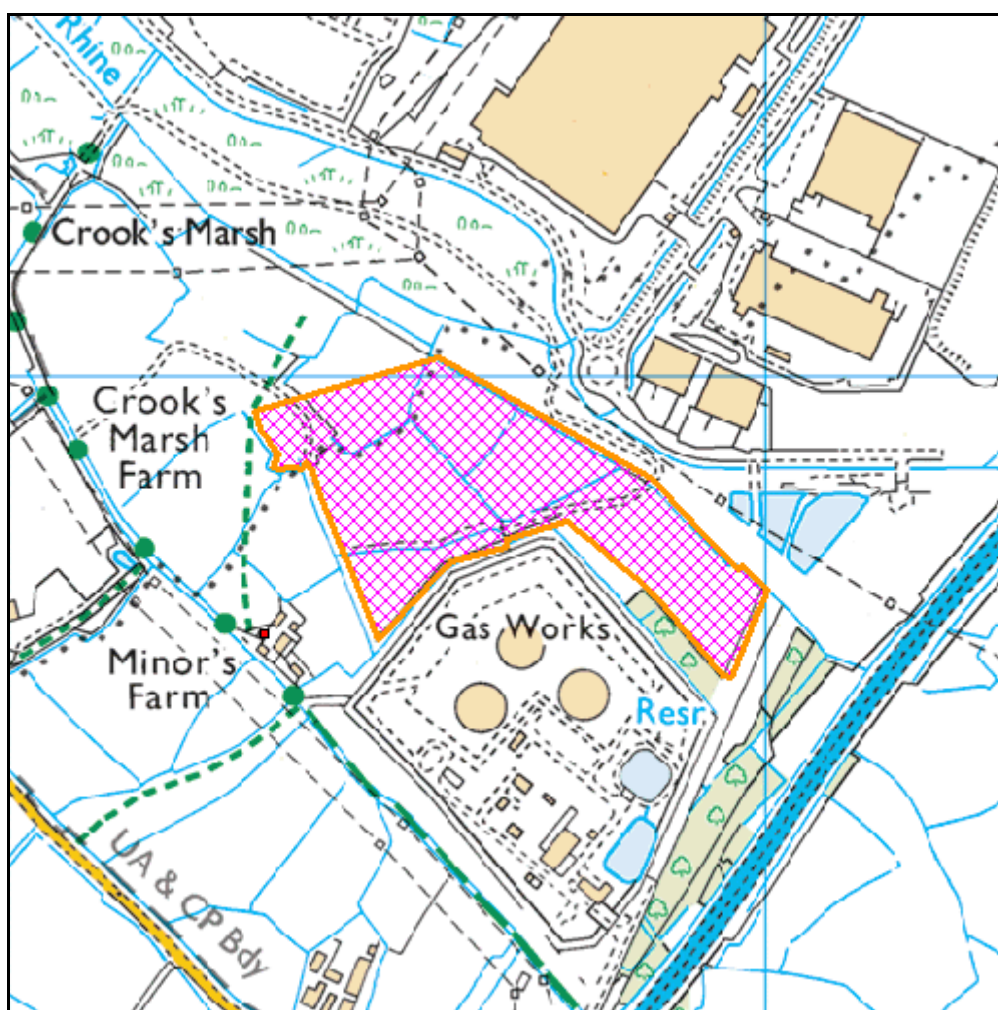 Rhine
Crook's Marsh
Crook's
Marsh
Farm
Gas Works
Minor's
Farm
Resr
UA & CP Bdy